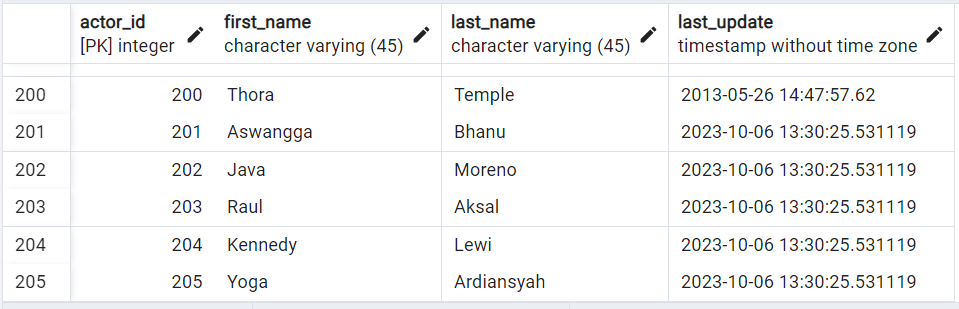 actor_id first_name last_name last_update
[PK] integer character varying (45) character varying (45) timestamp without time zone
200 200 Thora Temple 2013-05-26 14:47:57.62
201 201 Aswangga Bhanu 2023-10-06 13:30:25.531119
202 202 Java Moreno 2023-10-06 13:30:25.531119
203 203 Raul Aksal 2023-10-06 13:30:25.531119
204 204 Kennedy Lewi 2023-10-06 13:30:25.531119
205 205 Yoga Ardiansyah 2023-10-06 13:30:25.531119